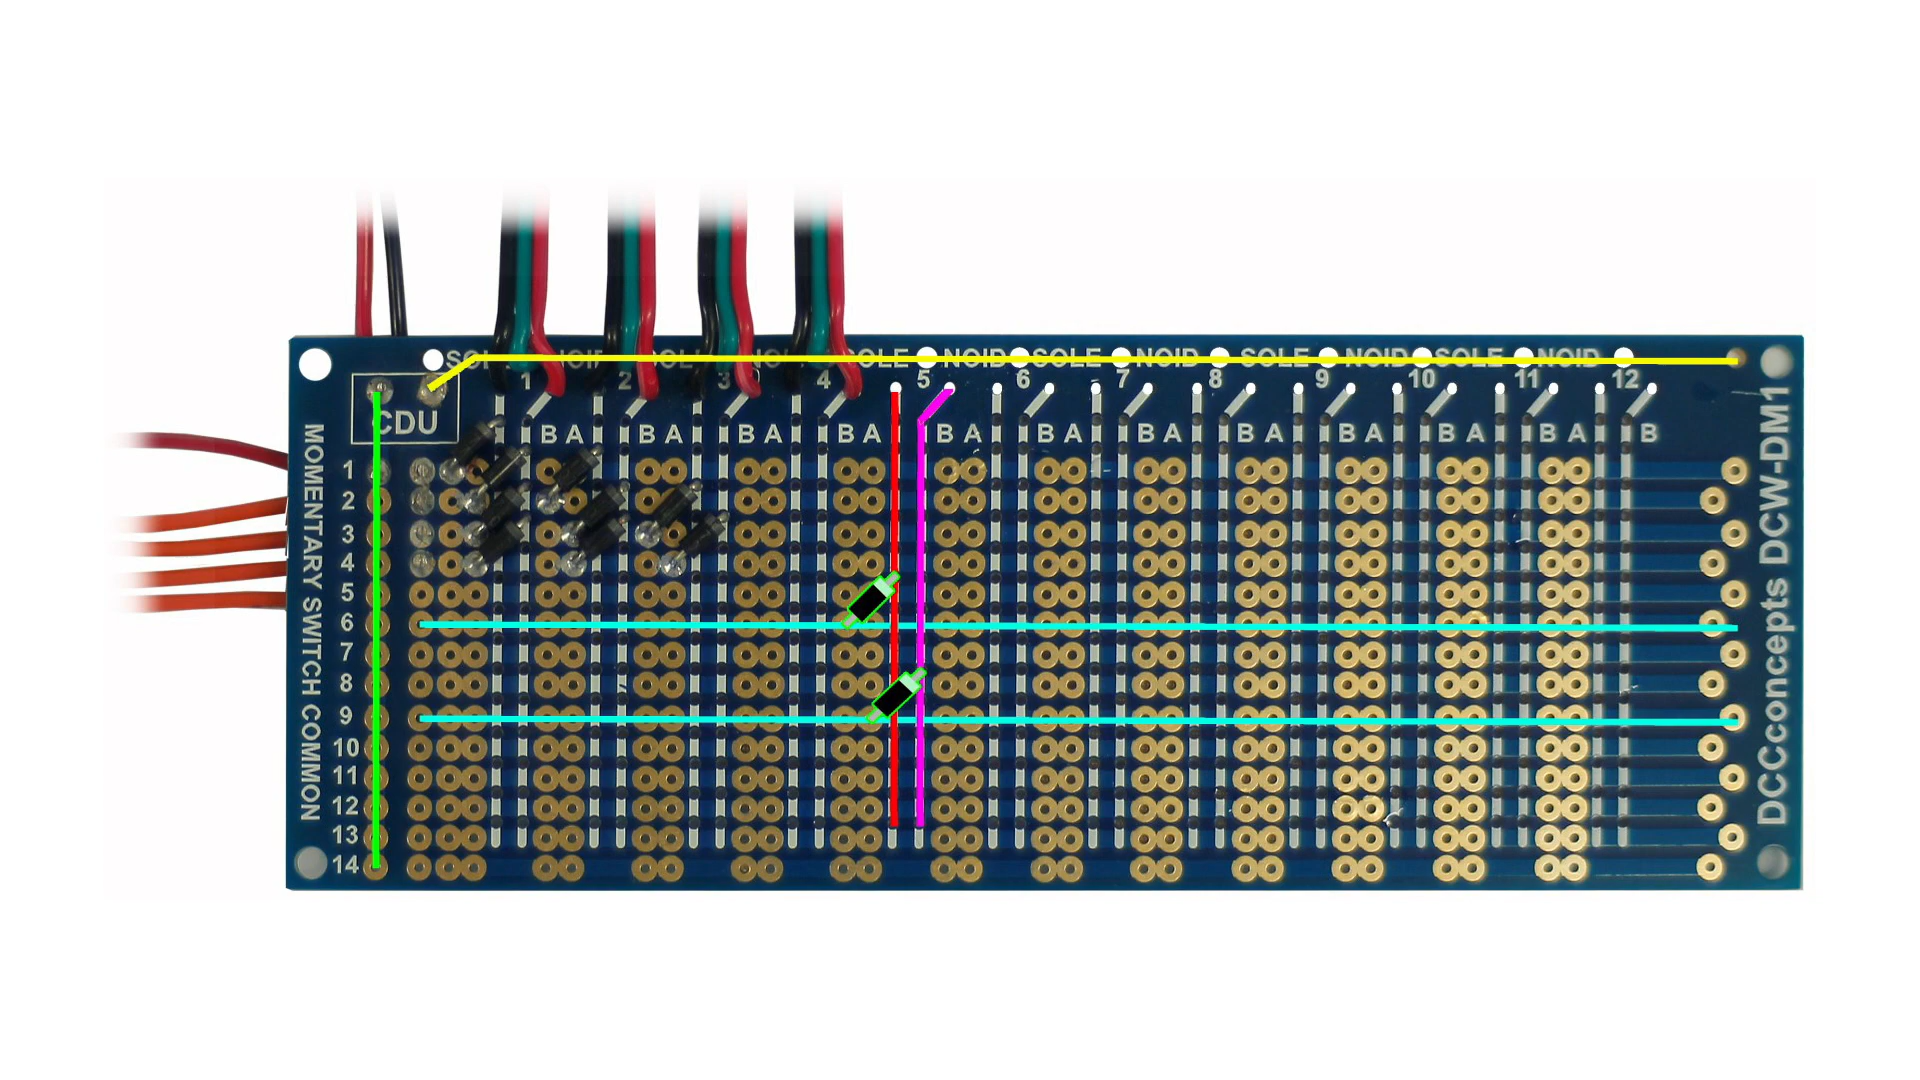 SOLE NOID SOLE NOID SOLE NOID SOLE NOID
1 2 3 4 5 6 7 8 9 10 11 12
CDU
B A B A B A B A B A B A B A B A B A B A B A B
MOMENTARY SWITCH COMMON
1
2
3
4
5
6
7
8
9
10
11
12
13
14
DCCconcepts DCW-DM1